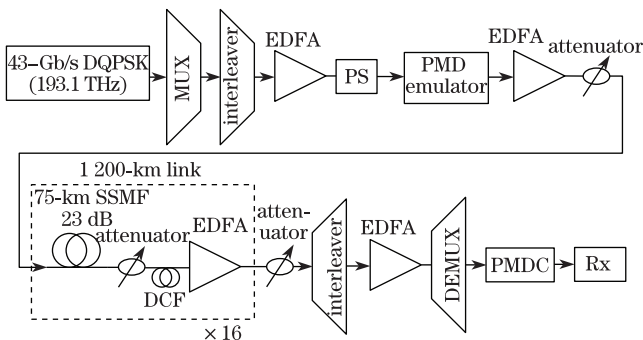 43-Gb/s DQPSK
(193.1 THz)
MUX
interleaver
EDFA
PS
PMD
emulator
EDFA
attenuator
1 200-km link
75-km SSMF
23 dB
attenuator
DCF
EDFA
×16
atten-
uator
interleaver
EDFA
DEMUX
PMDC
Rx